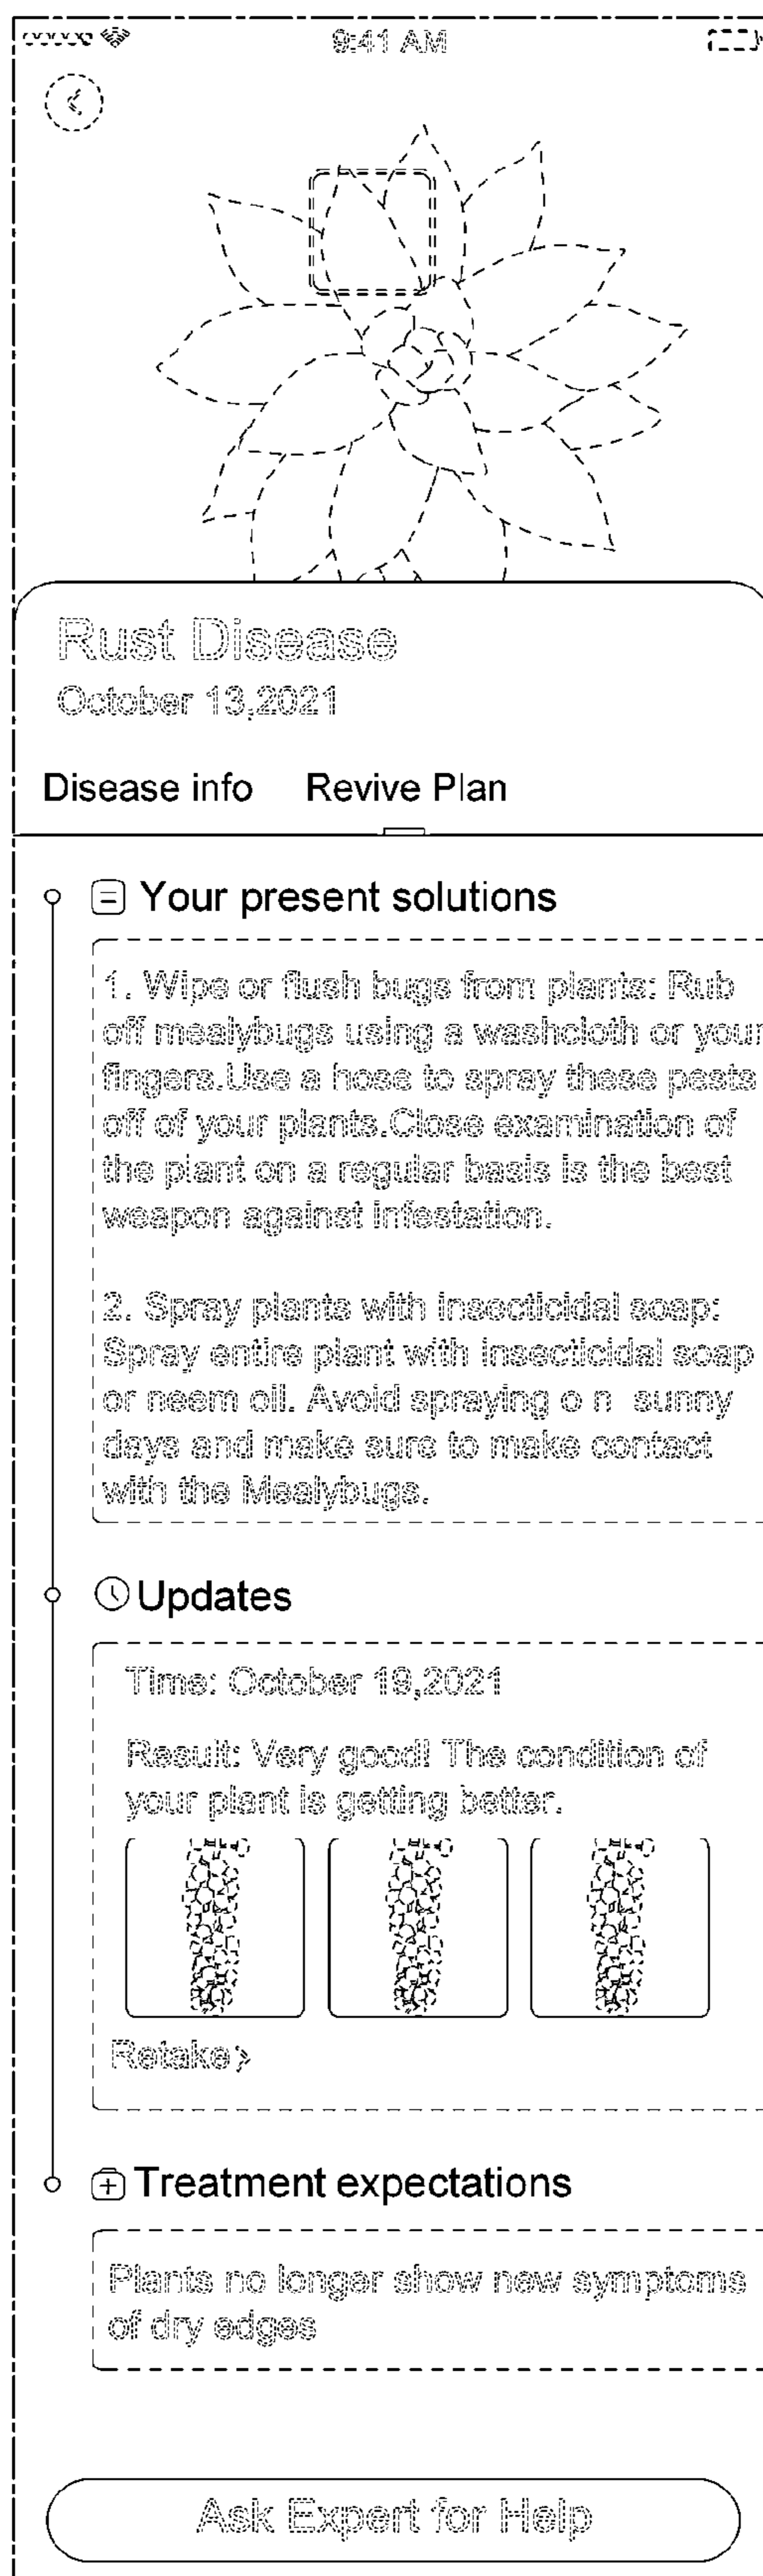 9:41 AM
Rust Disease
October 13,2021
Disease info Revive Plan
Your present solutions
1. Wipe or flush bugs from plants: Rub
off mealybugs using a washcloth or your
fingers.Use a hose to spray these pests
off of your plants.Close examination of
the plant on a regular basis is the best
weapon against infestation.
2. Spray plants with insecticidal soap:
Spray entire plant with insecticidal soap
or neem oil. Avoid spraying o n sunny
days and make sure to make contact
with the Mealybugs.
Updates
Time: October 19,2021
Result: Very good! The condition of
your plant is getting better.
Retake>
Treatment expectations
Plants no longer show new symptoms
of dry edges
Ask Expert for Help